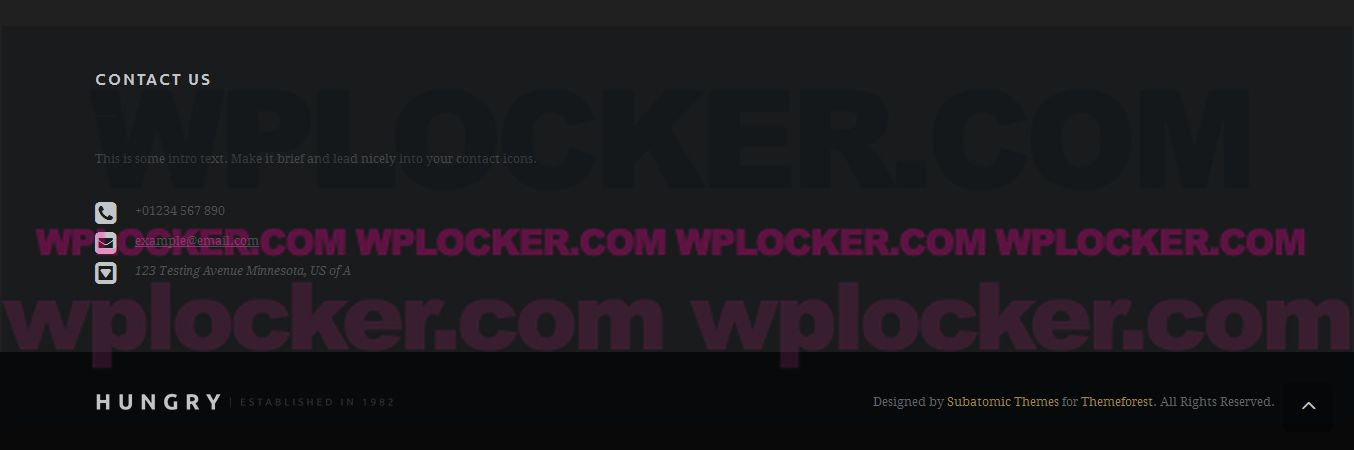 CONTACT US
WPLOCKER.COM
This is some intro text. Make it brief and lead nicely into your contact icons.
+01234 567 890
example@email.com
WPLOCKER.COM WPLOCKER.COM WPLOCKER.COM WPLOCKER.COM
123 Testing Avenue Minnesota, US of A
wplocker.com wplocker.com
HUNGRY | ESTABLISHED IN 1982
Designed by Subatomic Themes for Themeforest. All Rights Reserved.